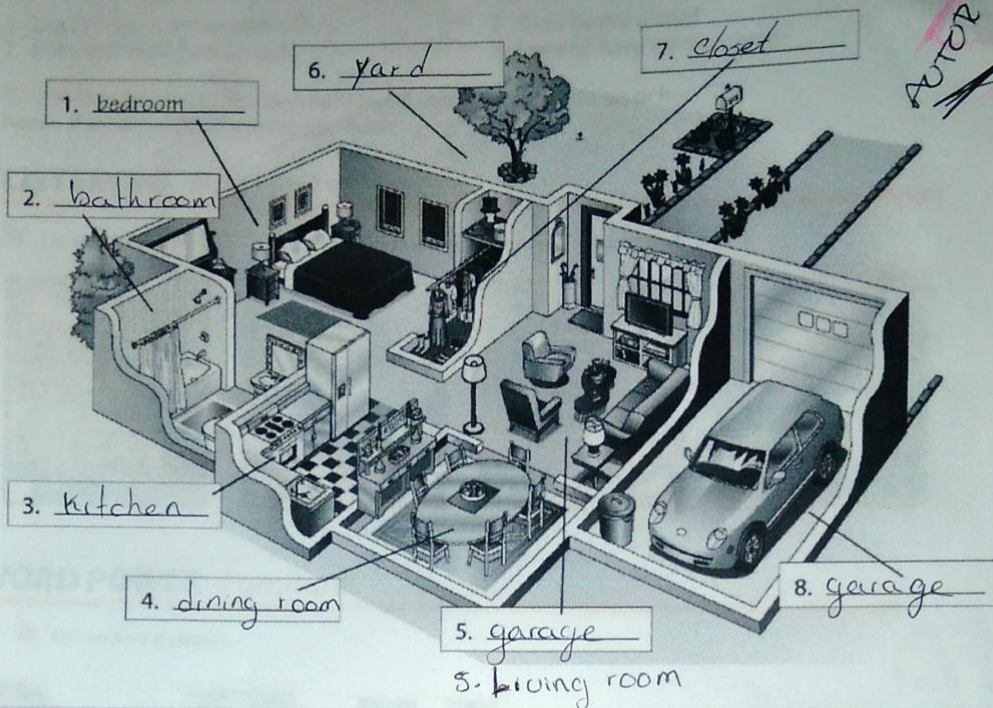 7. closet
6. yard
AUTOR
1. bedroom
2. bathroom
3. kitchen
4. dining room
8. garage
5. garage
5. Living room